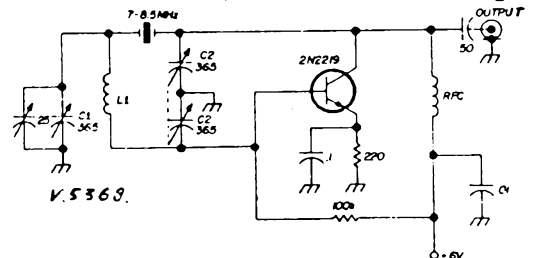 7-8.5MHz
OUTPUT
50
C2
365
2N2219
RFC
L1
25
C1
365
C2
365
.1
220
100k
V.5369.
-6V